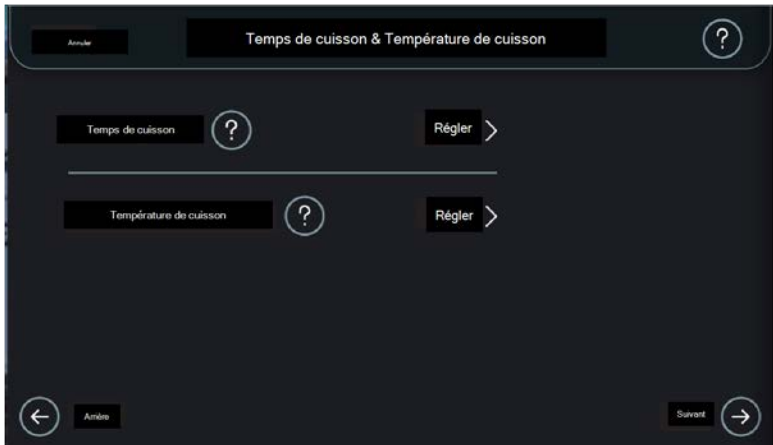 Annuler
Temps de cuisson & Température de cuisson
?
Temps de cuisson
?
Régler
Température de cuisson
?
Régler
Arrière
Suivant